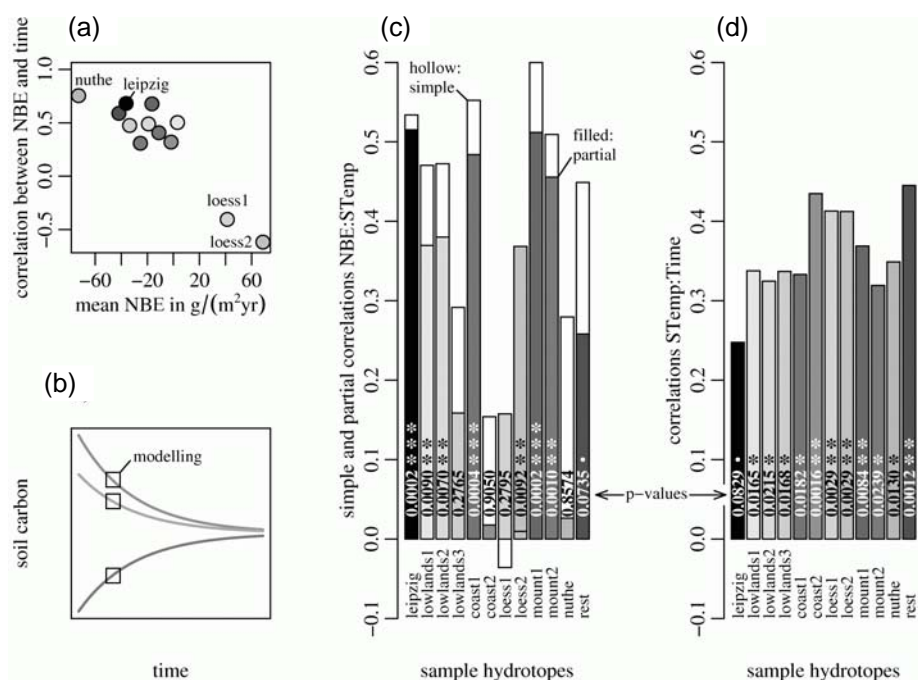 (a)
correlation between NBE and time
1.0
0.5
0.0
−0.5
nuthe
leipzig
loess1
loess2
−60
−20
0
20
40
60
mean NBE in g/(m²yr)
(b)
soil carbon
modelling
time
(c)
simple and partial correlations NBE:STemp
0.6
0.5
0.4
0.3
0.2
0.1
0.0
−0.1
hollow:
simple
filled:
partial
0.0002 ***
0.0090 **
0.0070 **
0.2765
0.0004 ***
0.9050
0.2795
0.0092 **
0.0002 ***
0.0010 **
0.8574
0.0735 •
leipzig
lowlands1
lowlands2
lowlands3
coast1
coast2
loess1
loess2
mount1
mount2
nuthe
rest
sample hydrotopes
p-values
(d)
correlations STemp:Time
0.6
0.5
0.4
0.3
0.2
0.1
0.0
−0.1
0.0829 •
0.0165 *
0.0215 *
0.0168 *
0.0182 *
0.0016 **
0.0029 **
0.0029 **
0.0084 **
0.0239 *
0.0130 *
0.0012 **
leipzig
lowlands1
lowlands2
lowlands3
coast1
coast2
loess1
loess2
mount1
mount2
nuthe
rest
sample hydrotopes